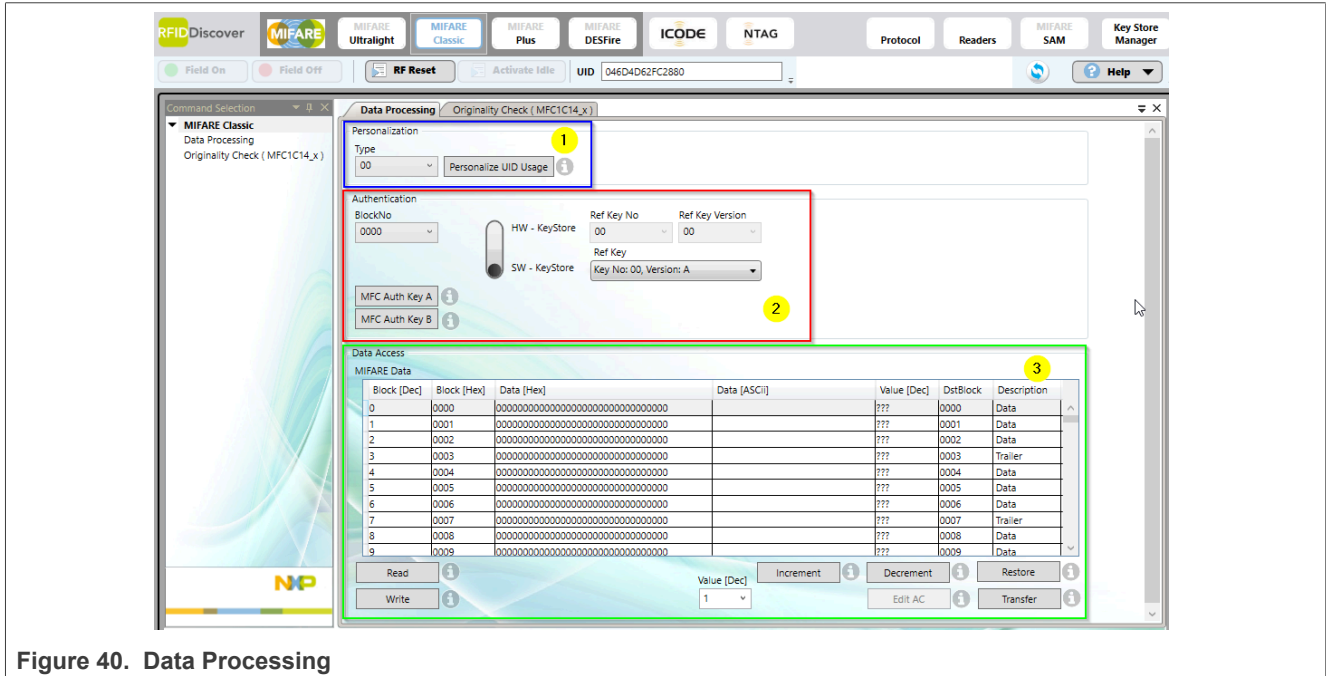 RFIDDiscover
MIFARE
MIFARE
Ultralight
MIFARE
Classic
MIFARE
Plus
MIFARE
DESFire
ICODE
NTAG
Protocol
Readers
MIFARE
SAM
Key Store
Manager
Field On
Field Off
RF Reset
Activate Idle
UID 046D4D62FC2880
Help
Command Selection
MIFARE Classic
Data Processing
Originality Check ( MFC1C14_x )
Data Processing
Originality Check ( MFC1C14_x )
Personalization
1
Type
00
Personalize UID Usage
Authentication
BlockNo
0000
HW - KeyStore
SW - KeyStore
Ref Key No
00
Ref Key Version
00
Ref Key
Key No: 00, Version: A
MFC Auth Key A
MFC Auth Key B
2
Data Access
MIFARE Data
3
Block [Dec] Block [Hex] Data [Hex] Data [ASCii] Value [Dec] DstBlock Description
0 0000 00000000000000000000000000000000 ??? 0000 Data
1 0001 00000000000000000000000000000000 ??? 0001 Data
2 0002 00000000000000000000000000000000 ??? 0002 Data
3 0003 00000000000000000000000000000000 ??? 0003 Trailer
4 0004 00000000000000000000000000000000 ??? 0004 Data
5 0005 00000000000000000000000000000000 ??? 0005 Data
6 0006 00000000000000000000000000000000 ??? 0006 Data
7 0007 00000000000000000000000000000000 ??? 0007 Trailer
8 0008 00000000000000000000000000000000 ??? 0008 Data
9 0009 00000000000000000000000000000000 ??? 0009 Data
Read
Write
Value [Dec]
1
Increment
Decrement
Restore
Edit AC
Transfer
NXP
Figure 40. Data Processing